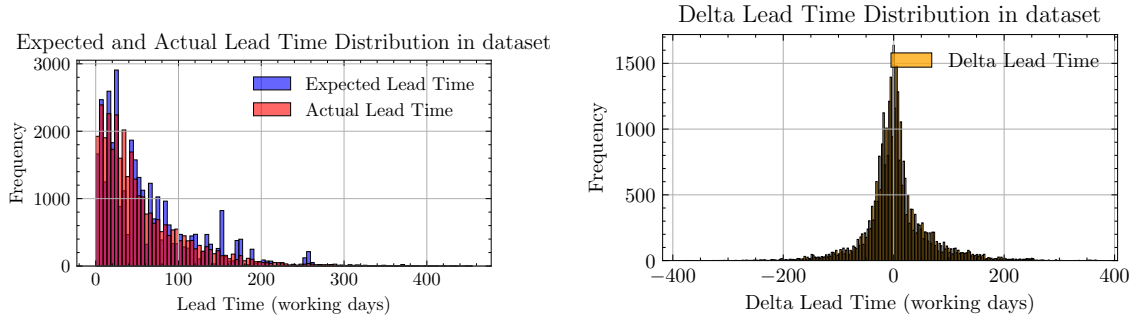 Expected and Actual Lead Time Distribution in dataset
3000
2000
1000
0
Frequency
Expected Lead Time
Actual Lead Time
0 100 200 300 400
Lead Time (working days)
Delta Lead Time Distribution in dataset
1500
1000
500
0
Frequency
Delta Lead Time
−400 −200 0 200 400
Delta Lead Time (working days)